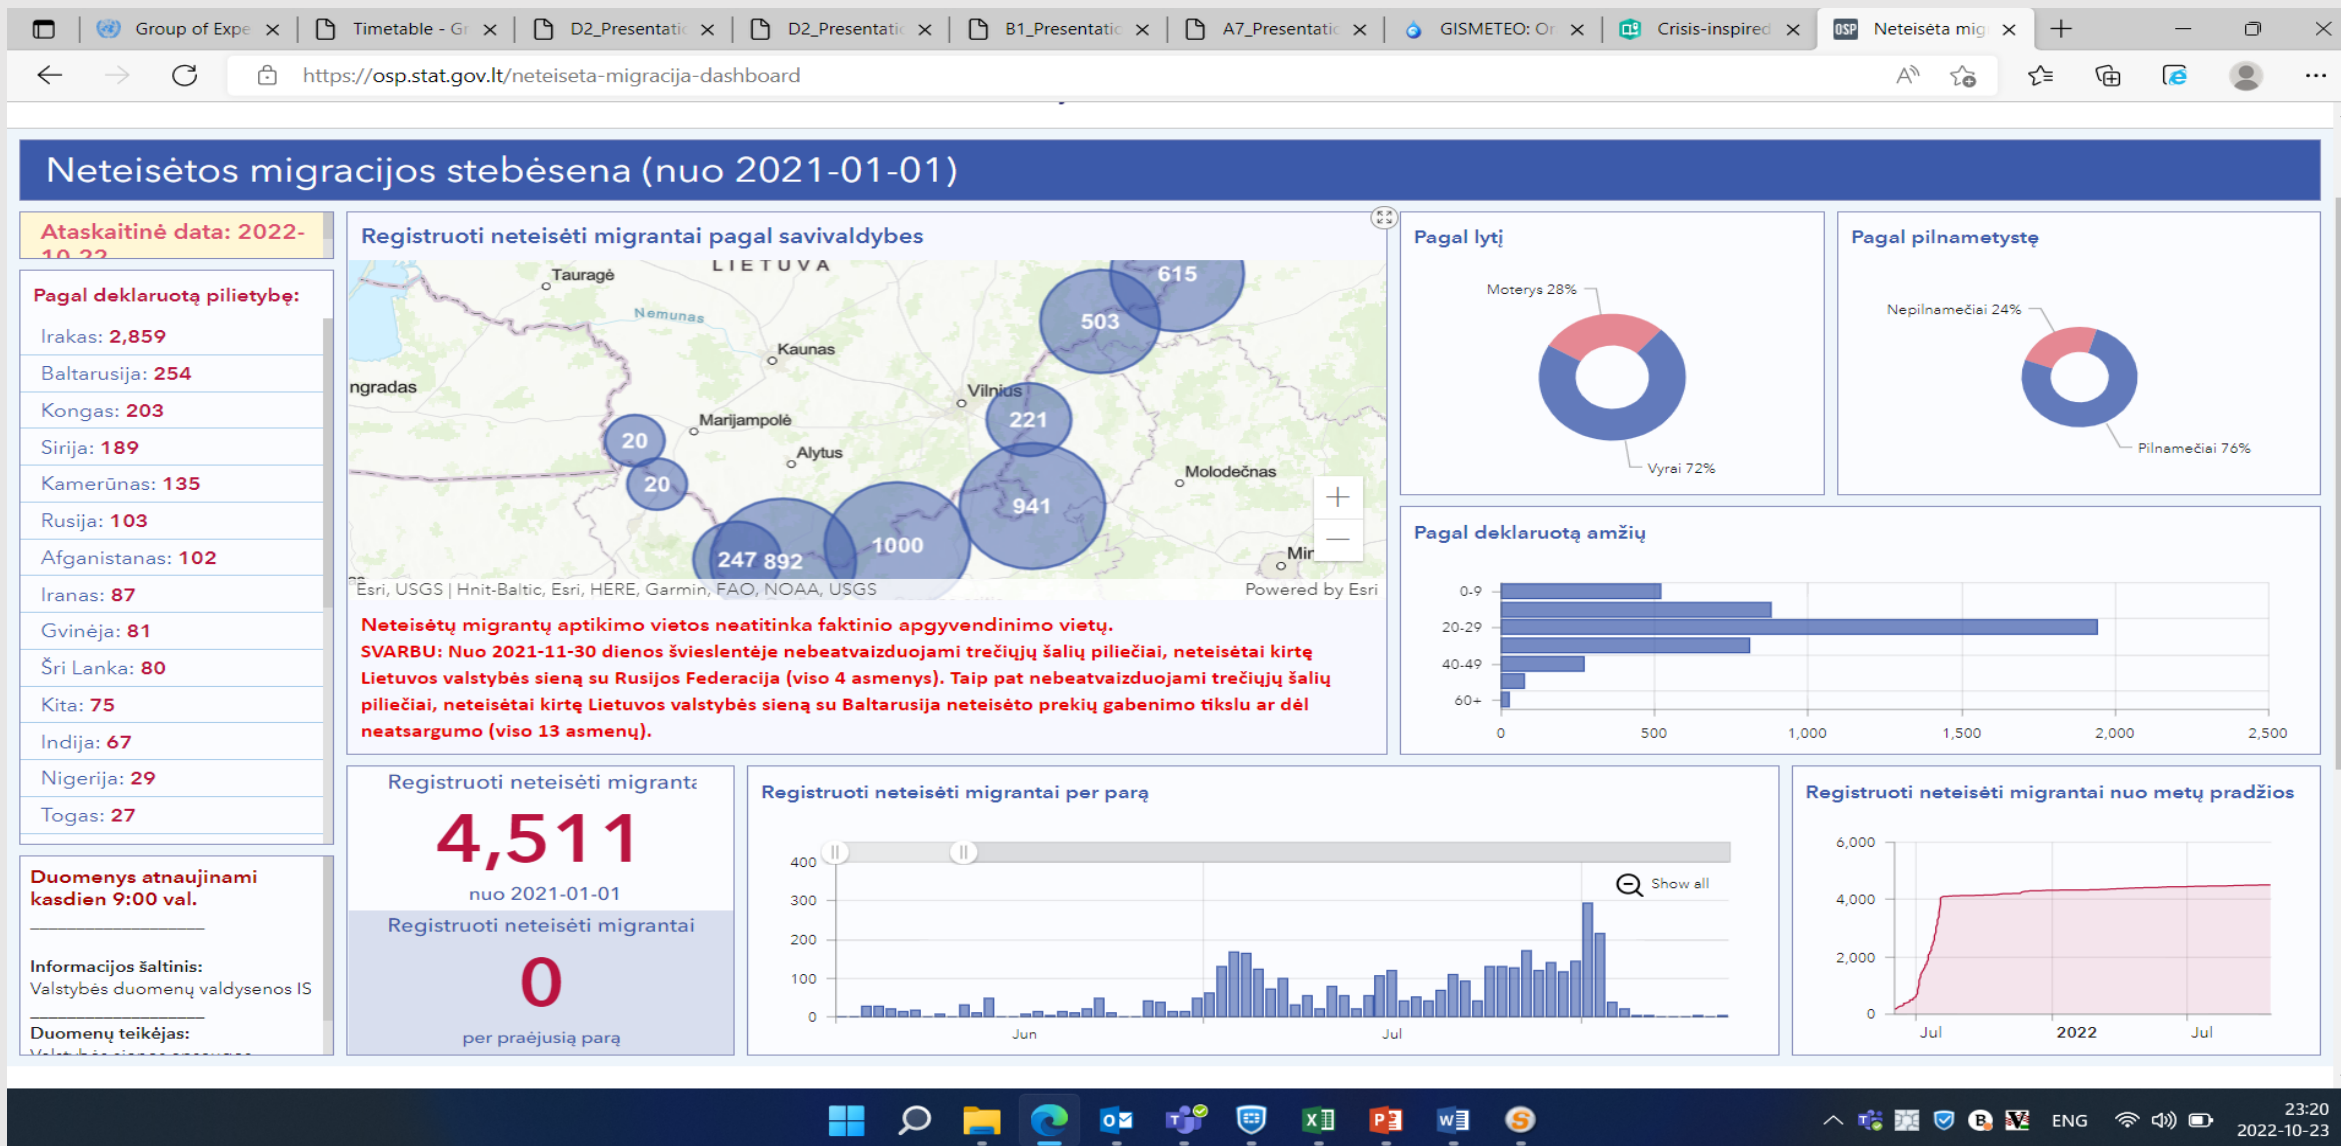 Group of Expe
Timetable - Gr
D2_Presentatic
D2_Presentatic
B1_Presentatic
A7_Presentatic
GISMETEO: Or
Crisis-inspired
OSP Neteisėta mig
https://osp.stat.gov.lt/neteiseta-migracija-dashboard
Neteisėtos migracijos stebėsena (nuo 2021-01-01)
Ataskaitinė data: 2022-
10-22
Pagal deklaruotą pilietybę:
Irakas: 2,859
Baltarusija: 254
Kongas: 203
Sirija: 189
Kamerūnas: 135
Rusija: 103
Afganistanas: 102
Iranas: 87
Gvinėja: 81
Šri Lanka: 80
Kita: 75
Indija: 67
Nigerija: 29
Togas: 27
Duomenys atnaujinami
kasdien 9:00 val.
Informacijos šaltinis:
Valstybės duomenų valdysenos IS
Duomenų teikėjas:
Registruoti neteisėti migrantai pagal savivaldybes
LIETUVA
Tauragė
615
Nemunas
503
Kaunas
ngradas
Vilnius
221
Marijampolė
20
Alytus
Molodečnas
20
941
1000
247 892
Min
Esri, USGS | Hnit-Baltic, Esri, HERE, Garmin, FAO, NOAA, USGS
Powered by Esri
Neteisėtų migrantų aptikimo vietos neatitinka faktinio apgyvendinimo vietų.
SVARBU: Nuo 2021-11-30 dienos švieslentėje nebeatvaizduojami trečiųjų šalių piliečiai, neteisėtai kirtę
Lietuvos valstybės sieną su Rusijos Federacija (viso 4 asmenys). Taip pat nebeatvaizduojami trečiųjų šalių
piliečiai, neteisėtai kirtę Lietuvos valstybės sieną su Baltarusija neteisėto prekių gabenimo tikslu ar dėl
neatsargumo (viso 13 asmenų).
Pagal lytį
Moterys 28%
Vyrai 72%
Pagal pilnametystę
Nepilnamečiai 24%
Pilnamečiai 76%
Pagal deklaruotą amžių
0-9
20-29
40-49
60+
0 500 1,000 1,500 2,000 2,500
Registruoti neteisėti migranta
4,511
nuo 2021-01-01
Registruoti neteisėti migrantai
0
per praėjusią parą
Registruoti neteisėti migrantai per parą
400
Show all
300
200
100
0
Jun Jul
Registruoti neteisėti migrantai nuo metų pradžios
6,000
4,000
2,000
0
Jul 2022 Jul
ENG
23:20
2022-10-23